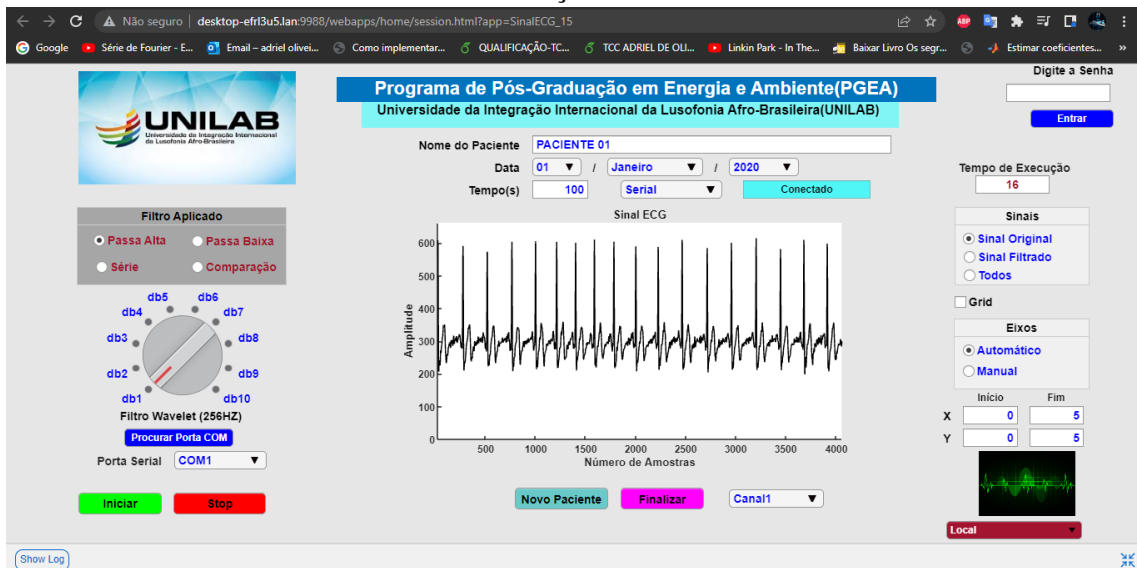 Não seguro | desktop-efrl3u5.lan:9988/webapps/home/session.html?app=SinalECG_15
Google Série de Fourier - E... Email – adriel olivei... Como implementar... QUALIFICAÇÃO-TC... TCC ADRIEL DE OLI... Linkin Park - In The... Baixar Livro Os segr... Estimar coeficientes... »
UNILAB
Universidade da Integração Internacional
da Lusofonia Afro-Brasileira
Programa de Pós-Graduação em Energia e Ambiente(PGEA)
Universidade da Integração Internacional da Lusofonia Afro-Brasileira(UNILAB)
Digite a Senha
Entrar
Nome do Paciente PACIENTE 01
Data 01 / Janeiro / 2020
Tempo(s) 100 Serial Conectado
Tempo de Execução
16
Filtro Aplicado
Passa Alta Passa Baixa
Série Comparação
db1
db2
db3
db4
db5
db6
db7
db8
db9
db10
Filtro Wavelet (256HZ)
Procurar Porta COM
Porta Serial COM1
Iniciar Stop
Sinal ECG
Amplitude
600
500
400
300
200
100
0
500 1000 1500 2000 2500 3000 3500 4000
Número de Amostras
Novo Paciente Finalizar Canal1
Sinais
Sinal Original
Sinal Filtrado
Todos
Grid
Eixos
Automático
Manual
Início Fim
X 0 5
Y 0 5
Local
Show Log